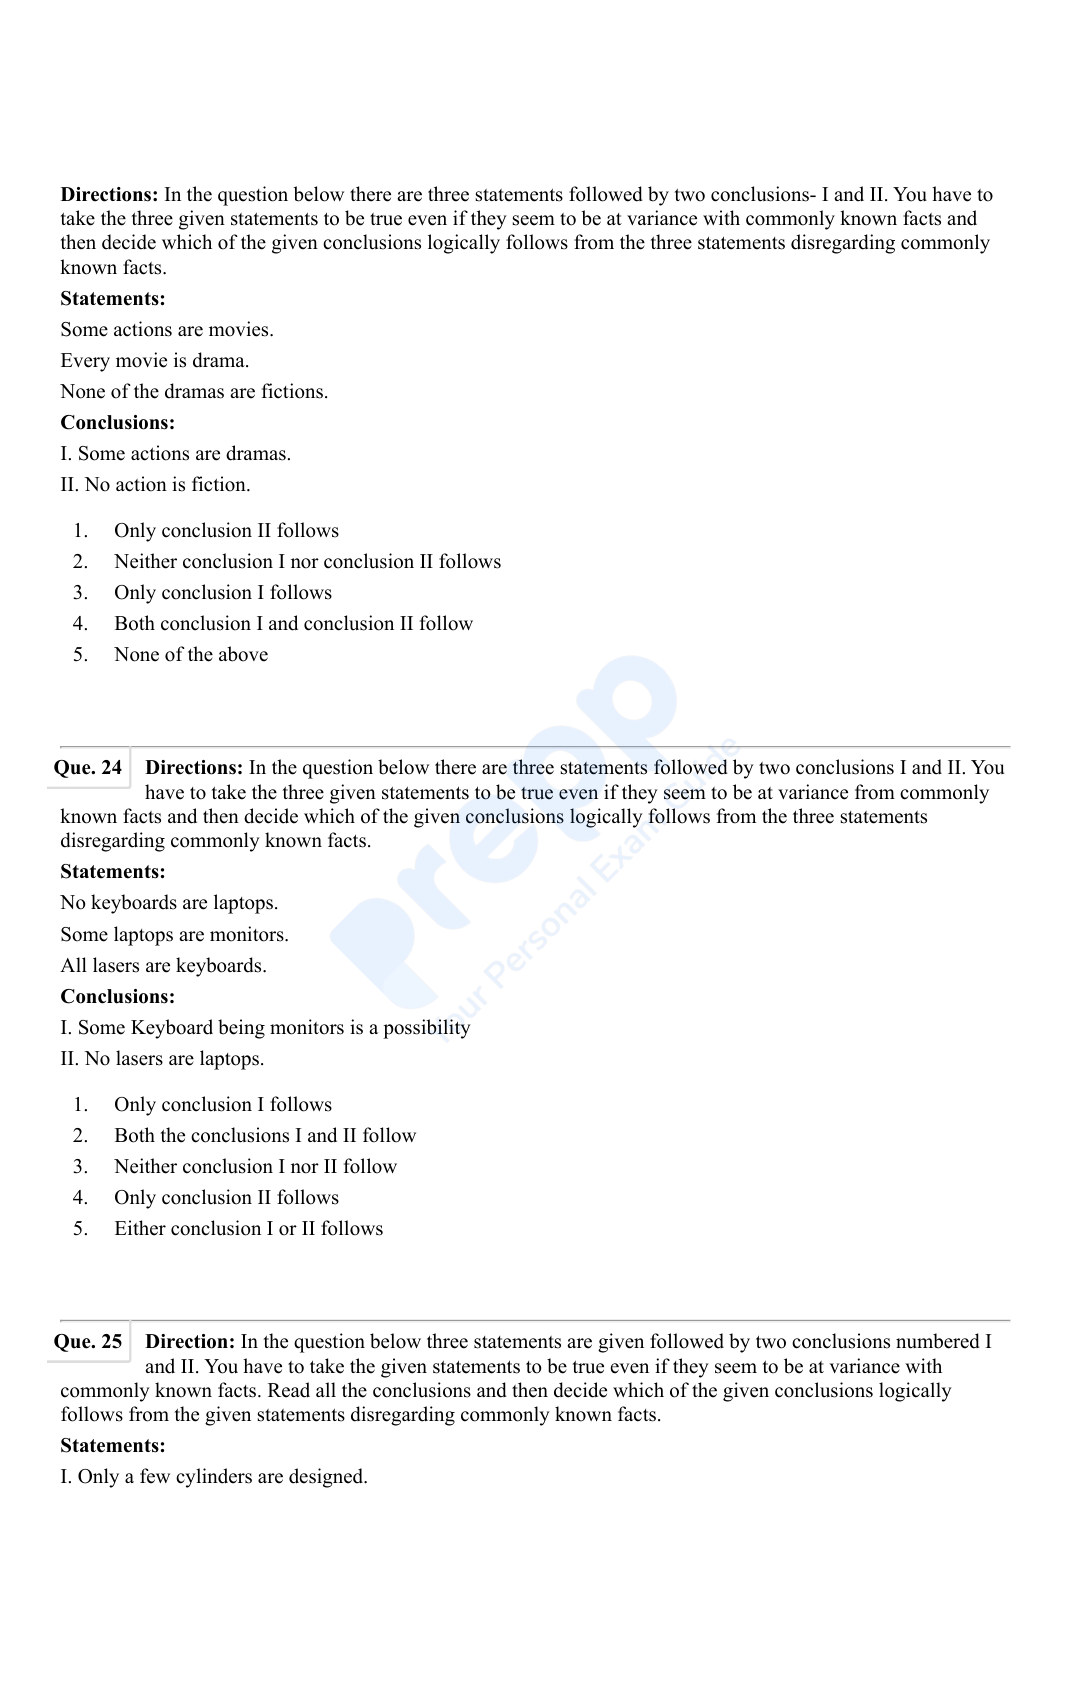 Directions: In the question below there are three statements followed by two conclusions- I and II. You have to
take the three given statements to be true even if they seem to be at variance with commonly known facts and
then decide which of the given conclusions logically follows from the three statements disregarding commonly
known facts.
Statements:
Some actions are movies.
Every movie is drama.
None of the dramas are fictions.
Conclusions:
I. Some actions are dramas.
II. No action is fiction.
1. Only conclusion II follows
2. Neither conclusion I nor conclusion II follows
3. Only conclusion I follows
4. Both conclusion I and conclusion II follow
5. None of the above
Que. 24 Directions: In the question below there are three statements followed by two conclusions I and II. You
have to take the three given statements to be true even if they seem to be at variance from commonly
known facts and then decide which of the given conclusions logically follows from the three statements
disregarding commonly known facts.
Statements:
No keyboards are laptops.
Some laptops are monitors.
All lasers are keyboards.
Conclusions:
I. Some Keyboard being monitors is a possibility
II. No lasers are laptops.
1. Only conclusion I follows
2. Both the conclusions I and II follow
3. Neither conclusion I nor II follow
4. Only conclusion II follows
5. Either conclusion I or II follows
Que. 25 Direction: In the question below three statements are given followed by two conclusions numbered I
and II. You have to take the given statements to be true even if they seem to be at variance with
commonly known facts. Read all the conclusions and then decide which of the given conclusions logically
follows from the given statements disregarding commonly known facts.
Statements:
I. Only a few cylinders are designed.
prepp
Your Personal Exam Guide